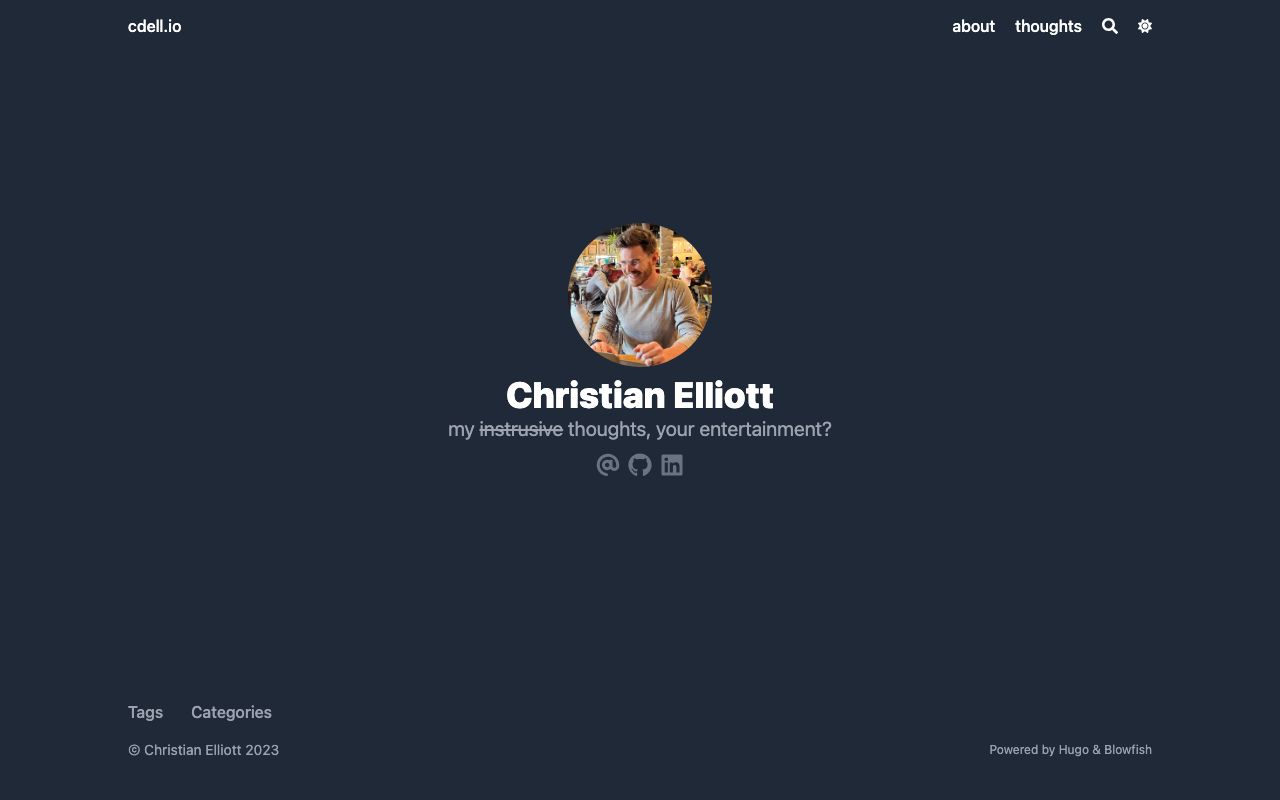 cdell.io
about thoughts
Christian Elliott
my instrusive thoughts, your entertainment?
Tags Categories
© Christian Elliott 2023
Powered by Hugo & Blowfish